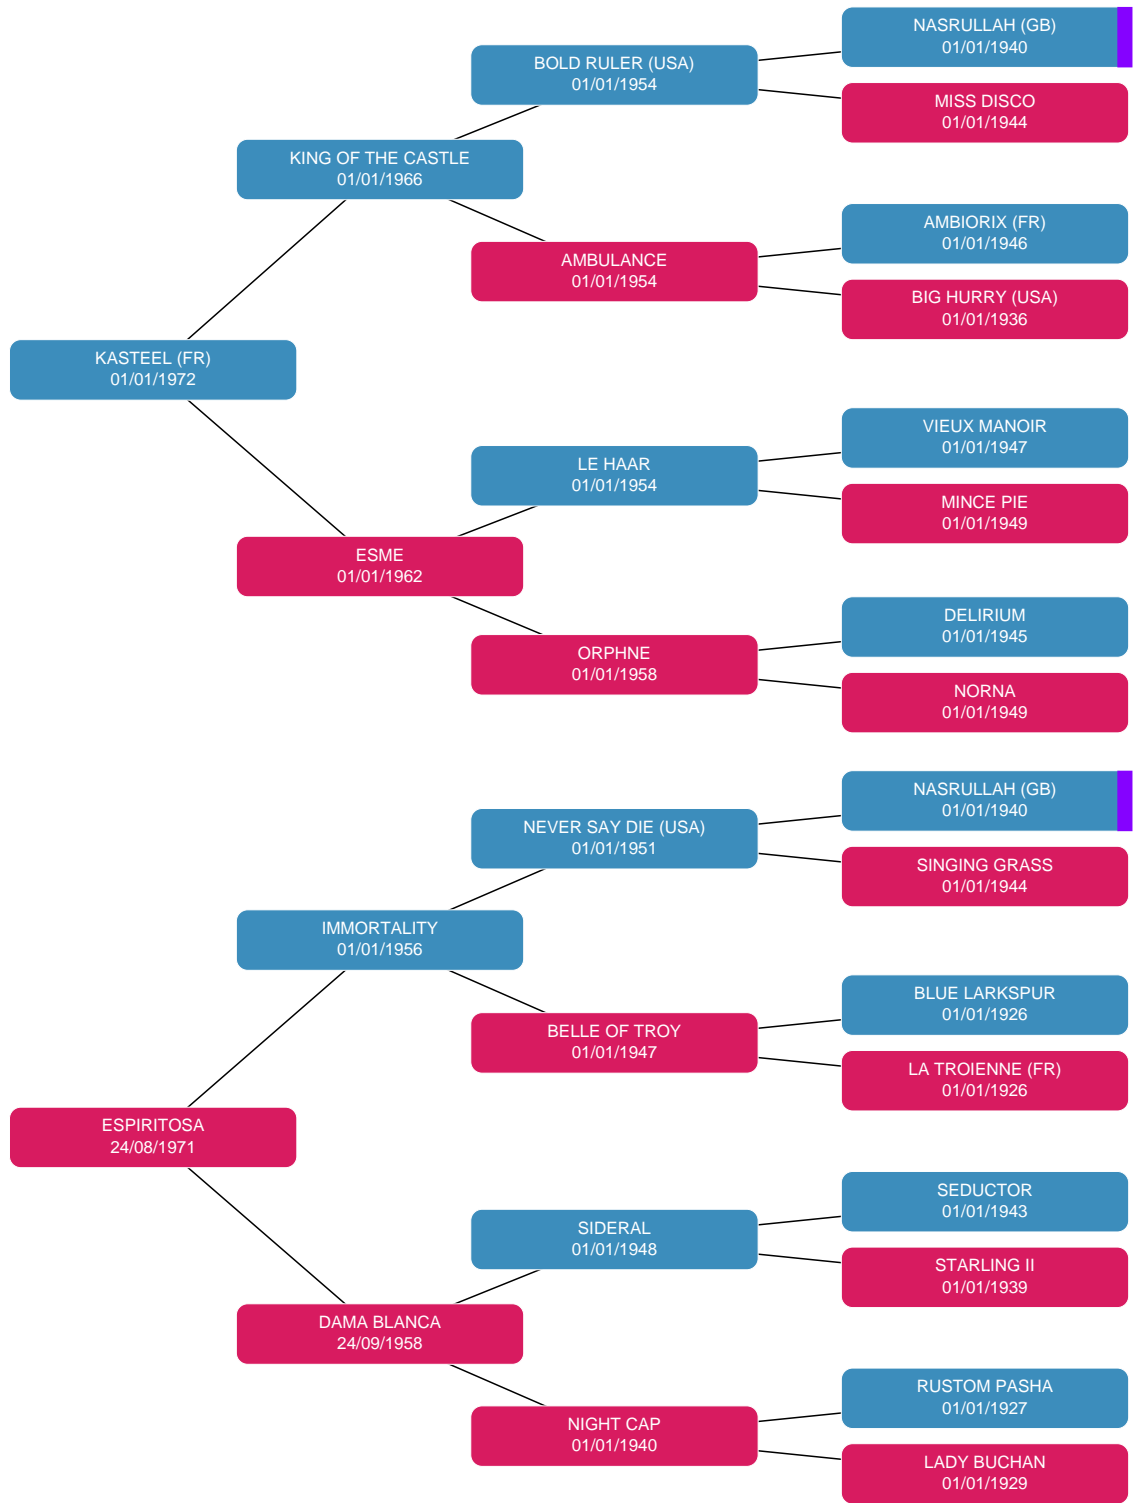 NASRULLAH (GB)
01/01/1940
BOLD RULER (USA)
01/01/1954
MISS DISCO
01/01/1944
KING OF THE CASTLE
01/01/1966
AMBIORIX (FR)
01/01/1946
AMBULANCE
01/01/1954
BIG HURRY (USA)
01/01/1936
KASTEEL (FR)
01/01/1972
VIEUX MANOIR
01/01/1947
LE HAAR
01/01/1954
MINCE PIE
01/01/1949
ESME
01/01/1962
DELIRIUM
01/01/1945
ORPHNE
01/01/1958
NORNA
01/01/1949
NASRULLAH (GB)
01/01/1940
NEVER SAY DIE (USA)
01/01/1951
SINGING GRASS
01/01/1944
IMMORTALITY
01/01/1956
BLUE LARKSPUR
01/01/1926
BELLE OF TROY
01/01/1947
LA TROIENNE (FR)
01/01/1926
ESPIRITOSA
24/08/1971
SEDUCTOR
01/01/1943
SIDERAL
01/01/1948
STARLING II
01/01/1939
DAMA BLANCA
24/09/1958
RUSTOM PASHA
01/01/1927
NIGHT CAP
01/01/1940
LADY BUCHAN
01/01/1929